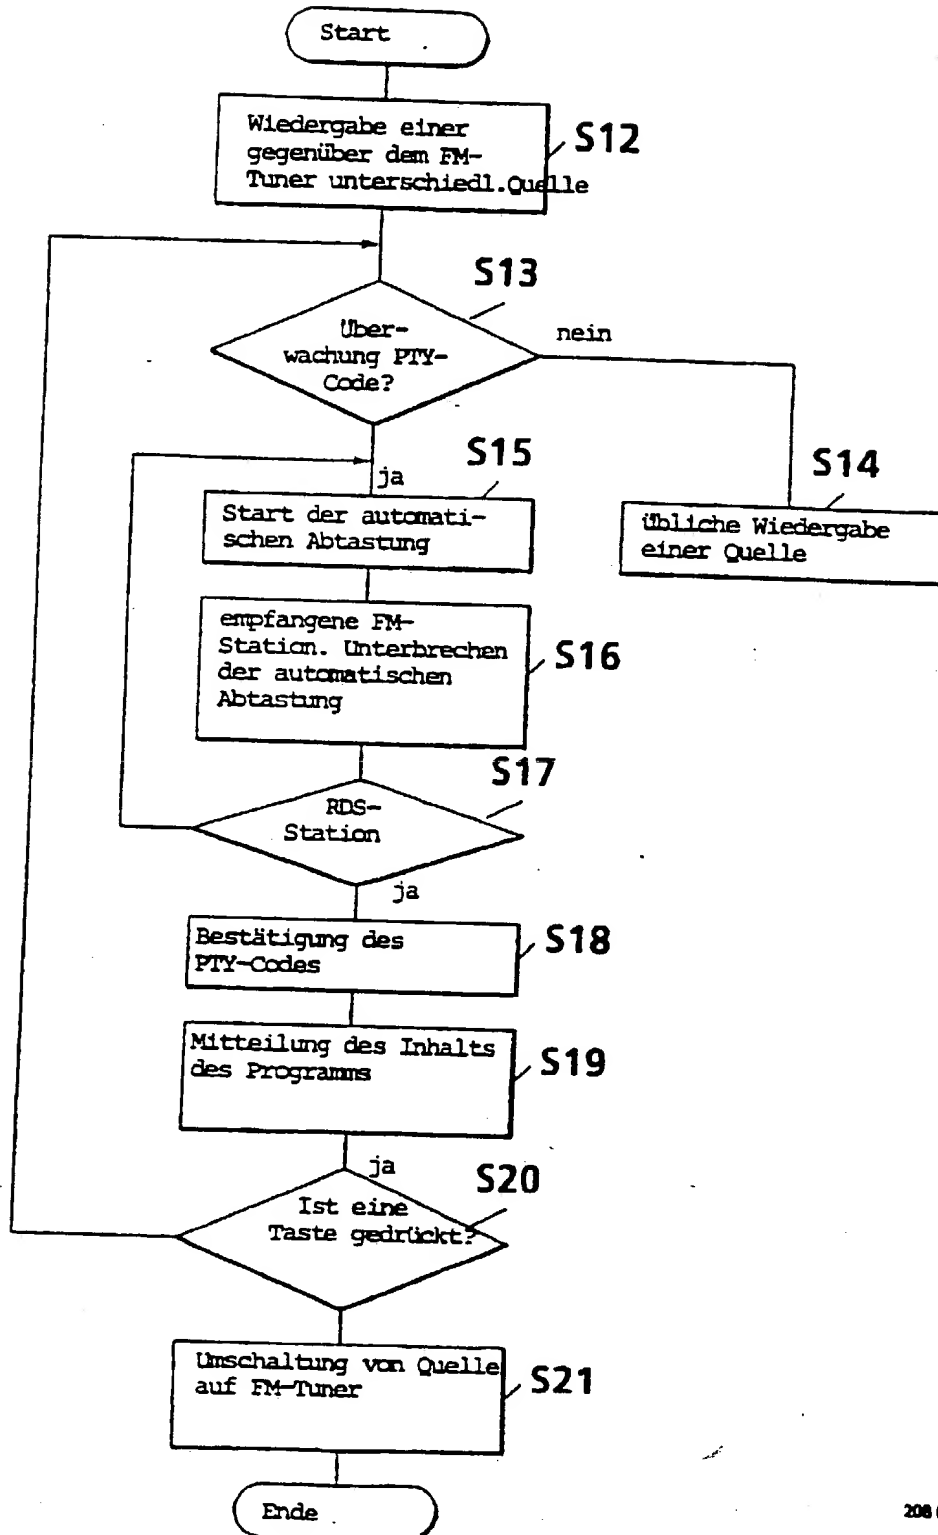 Start
Wiedergabe einer
gegenüber dem FM-
Tuner unterschiedl.Quelle
S12
S13
Über-
wachung PTY-
Code?
nein
ja
S15
S14
Start der automati-
schen Abtastung
übliche Wiedergabe
einer Quelle
empfangene FM-
Station. Unterbrechen
der automatischen
Abtastung
S16
S17
RDS-
Station
ja
Bestätigung des
PTY-Codes
S18
Mitteilung des Inhalts
des Programms
S19
ja
S20
Ist eine
Taste gedrückt?
Umschaltung von Quelle
auf FM-Tuner
S21
Ende
208